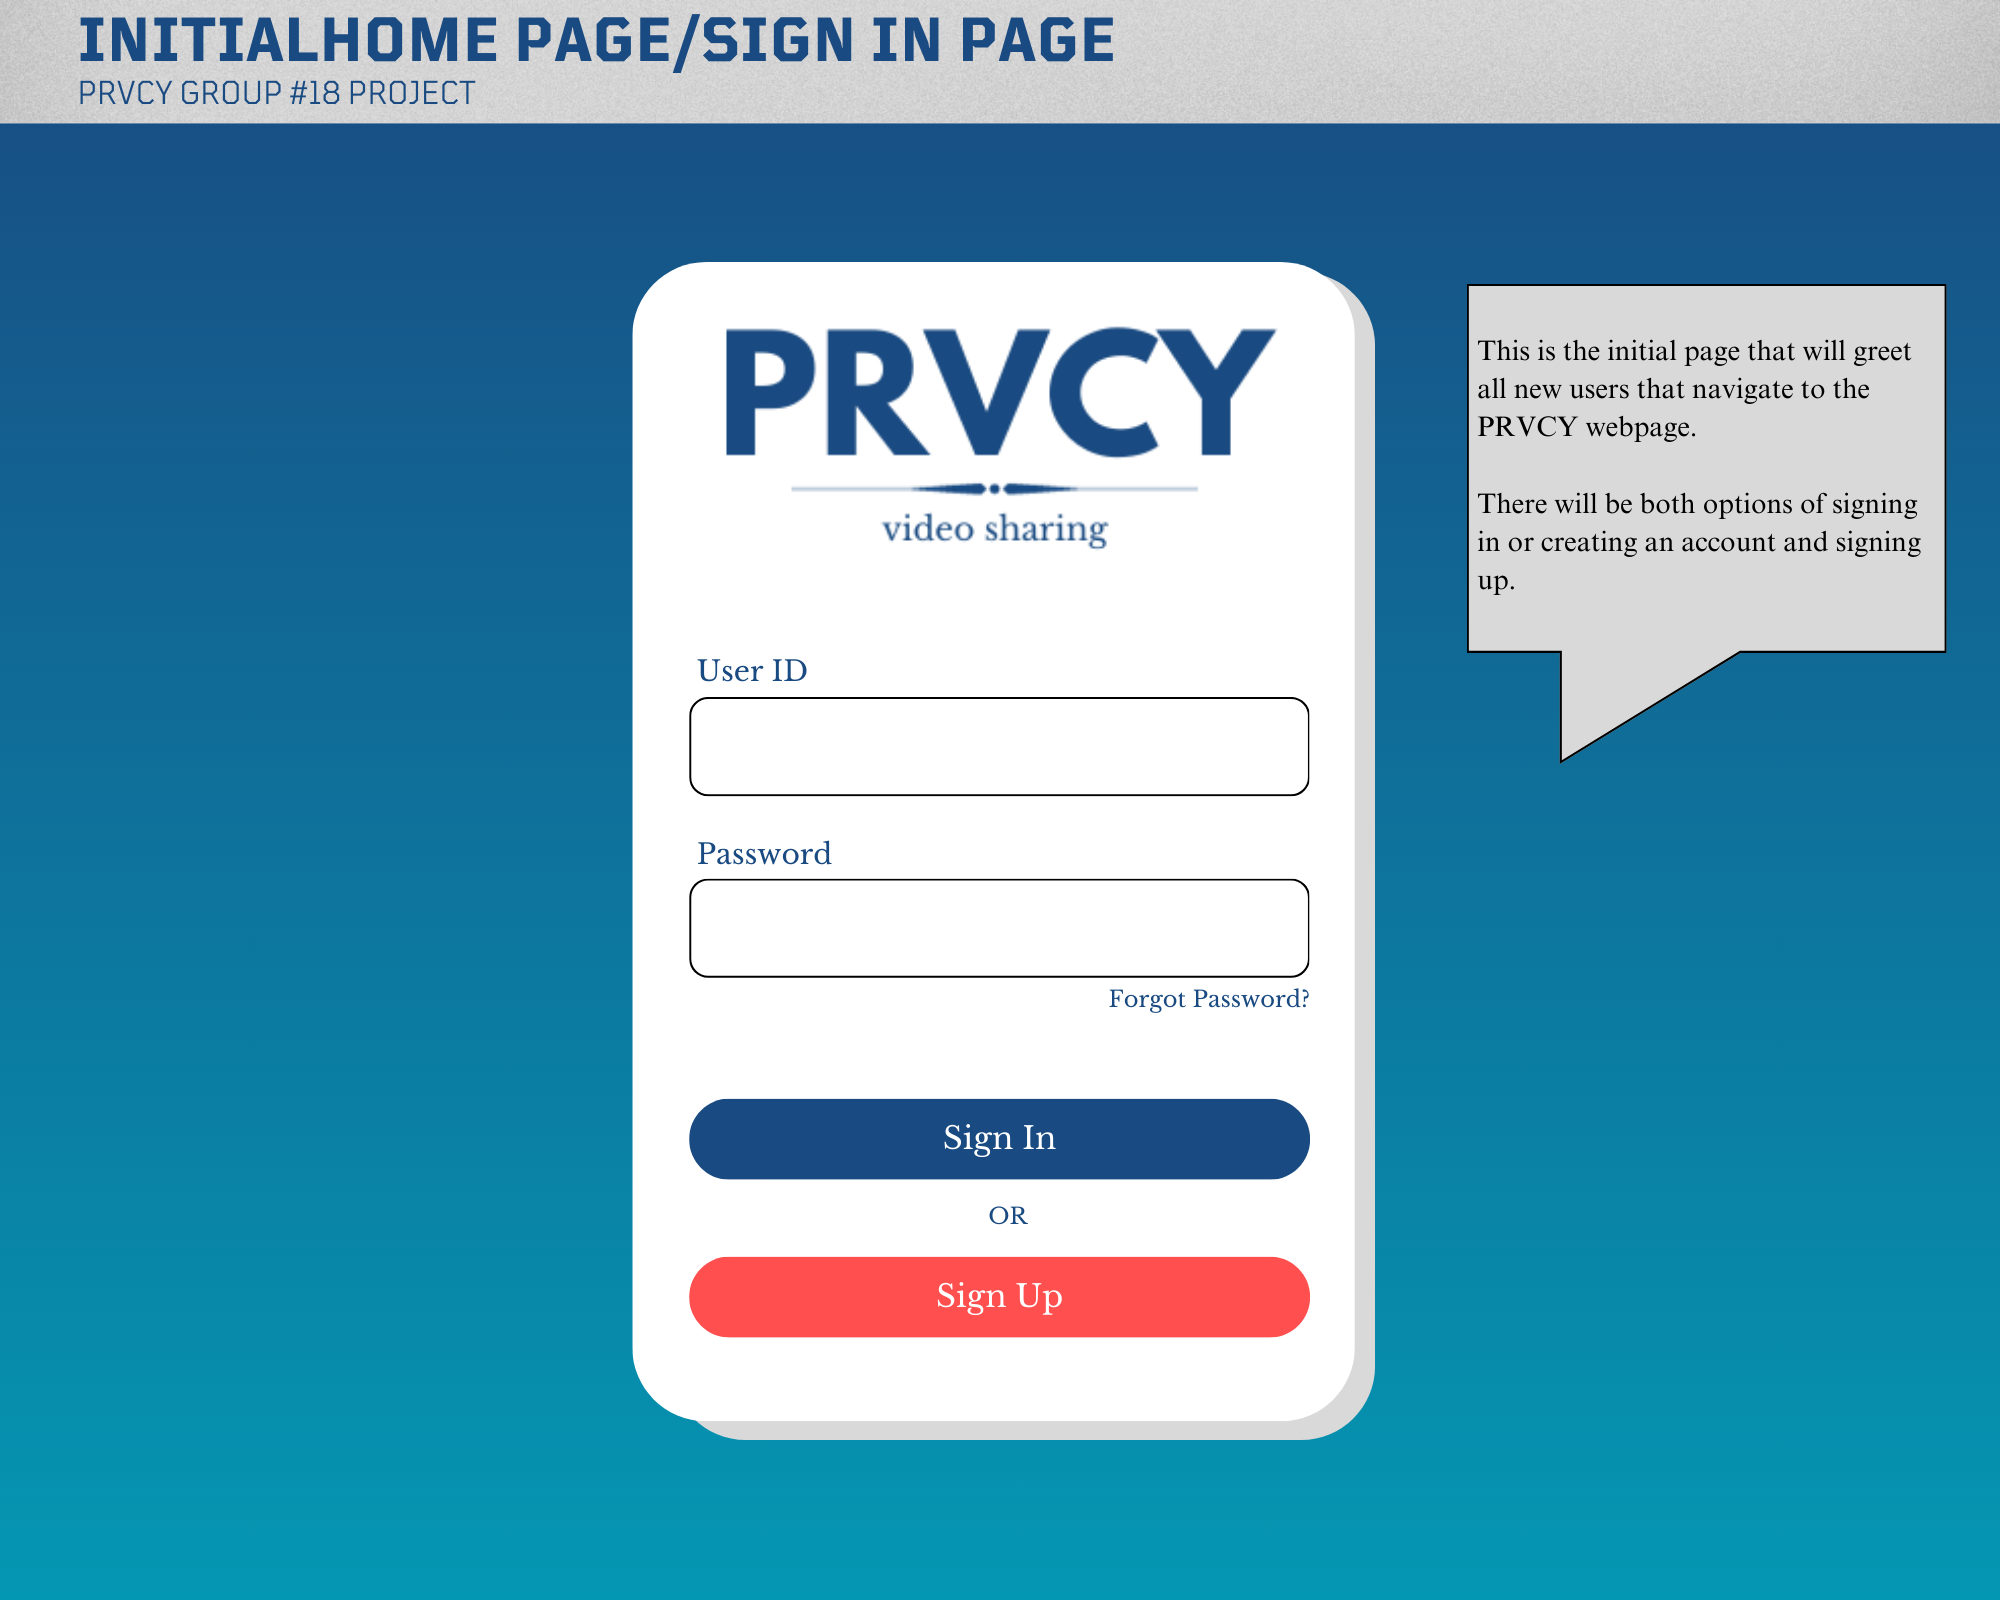 INITIALHOME PAGE/SIGN IN PAGE
PRVCY GROUP #18 PROJECT
PRVCY
video sharing
This is the initial page that will greet
all new users that navigate to the
PRVCY webpage.
There will be both options of signing
in or creating an account and signing
up.
User ID
Password
Forgot Password?
Sign In
OR
Sign Up